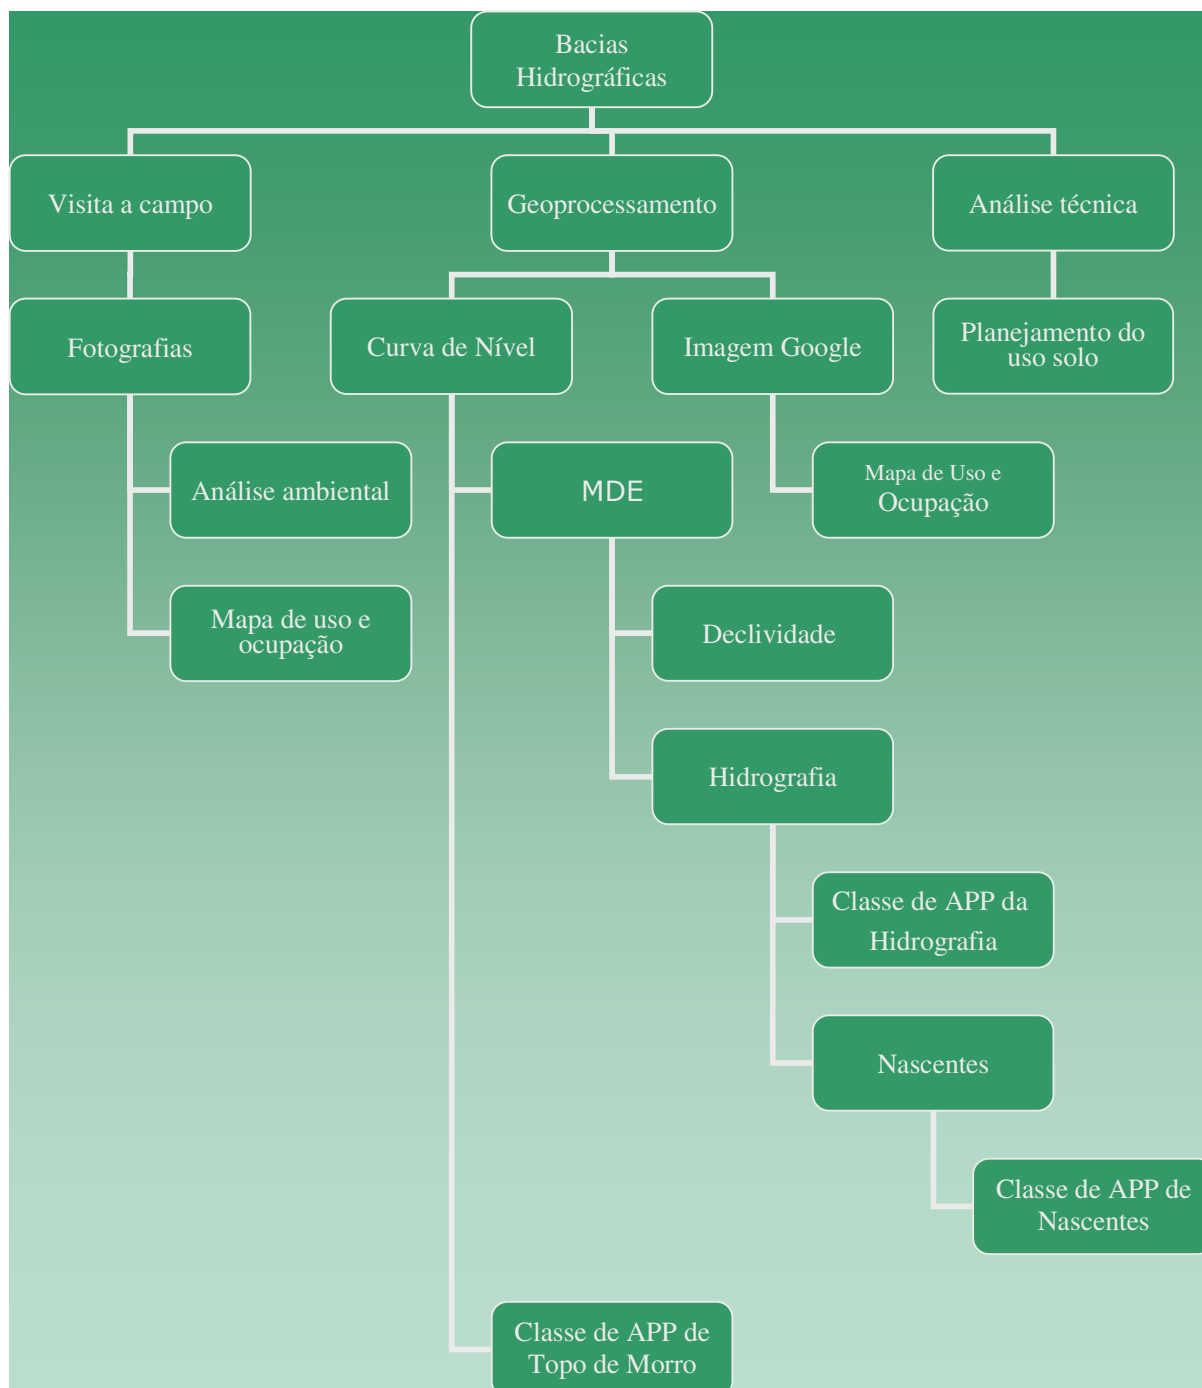 Bacias
Hidrográficas
Visita a campo
Geoprocessamento
Análise técnica
Fotografias
Curva de Nível
Imagem Google
Planejamento do
uso solo
Análise ambiental
MDE
Mapa de Uso e
Ocupação
Mapa de uso e
ocupação
Declividade
Hidrografia
Classe de APP da
Hidrografia
Nascentes
Classe de APP de
Nascentes
Classe de APP de
Topo de Morro